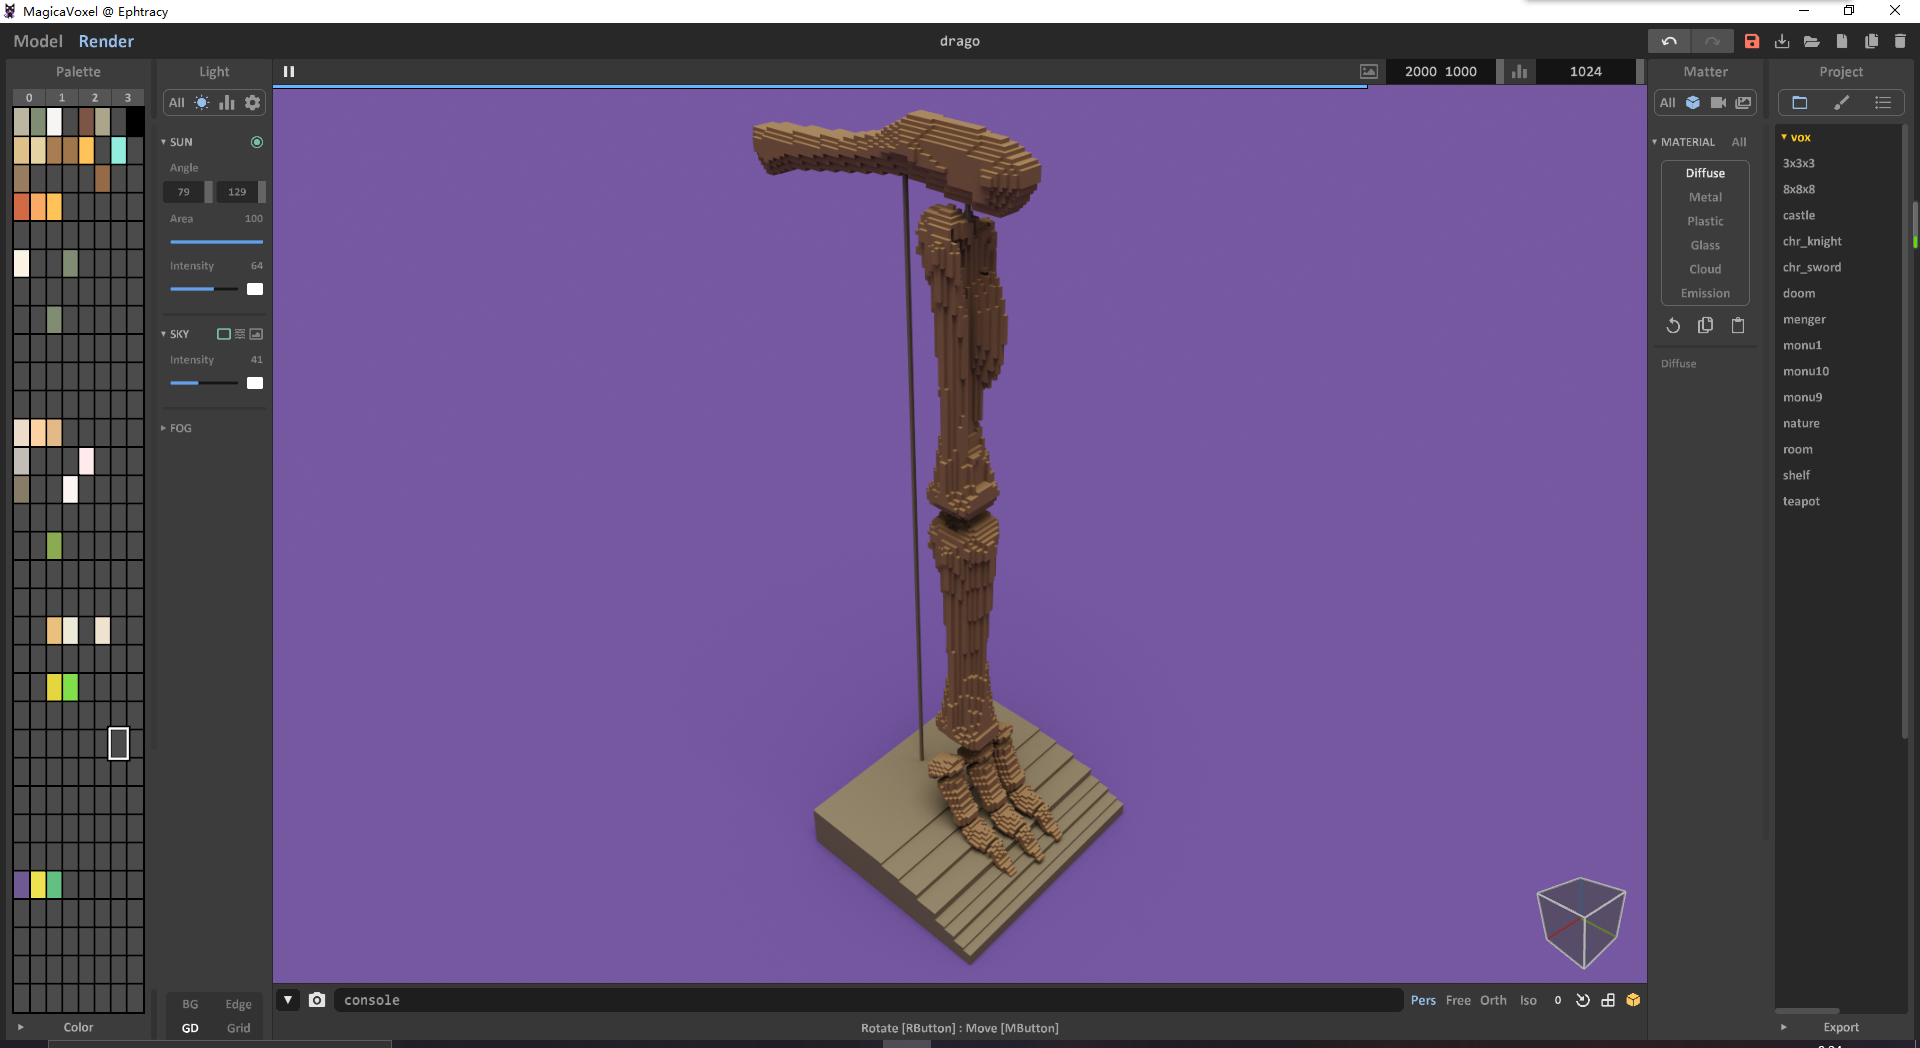 MagicaVoxel @ Ephtracy
Model Render
drago
Palette
0 1 2 3
Color
Light
All
SUN
Angle
79 129
Area 100
Intensity 64
SKY
Intensity 41
FOG
BG Edge
GD Grid
2000 1000
1024
console
Pers Free Orth Iso 0
Rotate [RButton] : Move [MButton]
Matter
All
MATERIAL All
Diffuse
Metal
Plastic
Glass
Cloud
Emission
Diffuse
Project
vox
3x3x3
8x8x8
castle
chr_knight
chr_sword
doom
menger
monu1
monu10
monu9
nature
room
shelf
teapot
Export